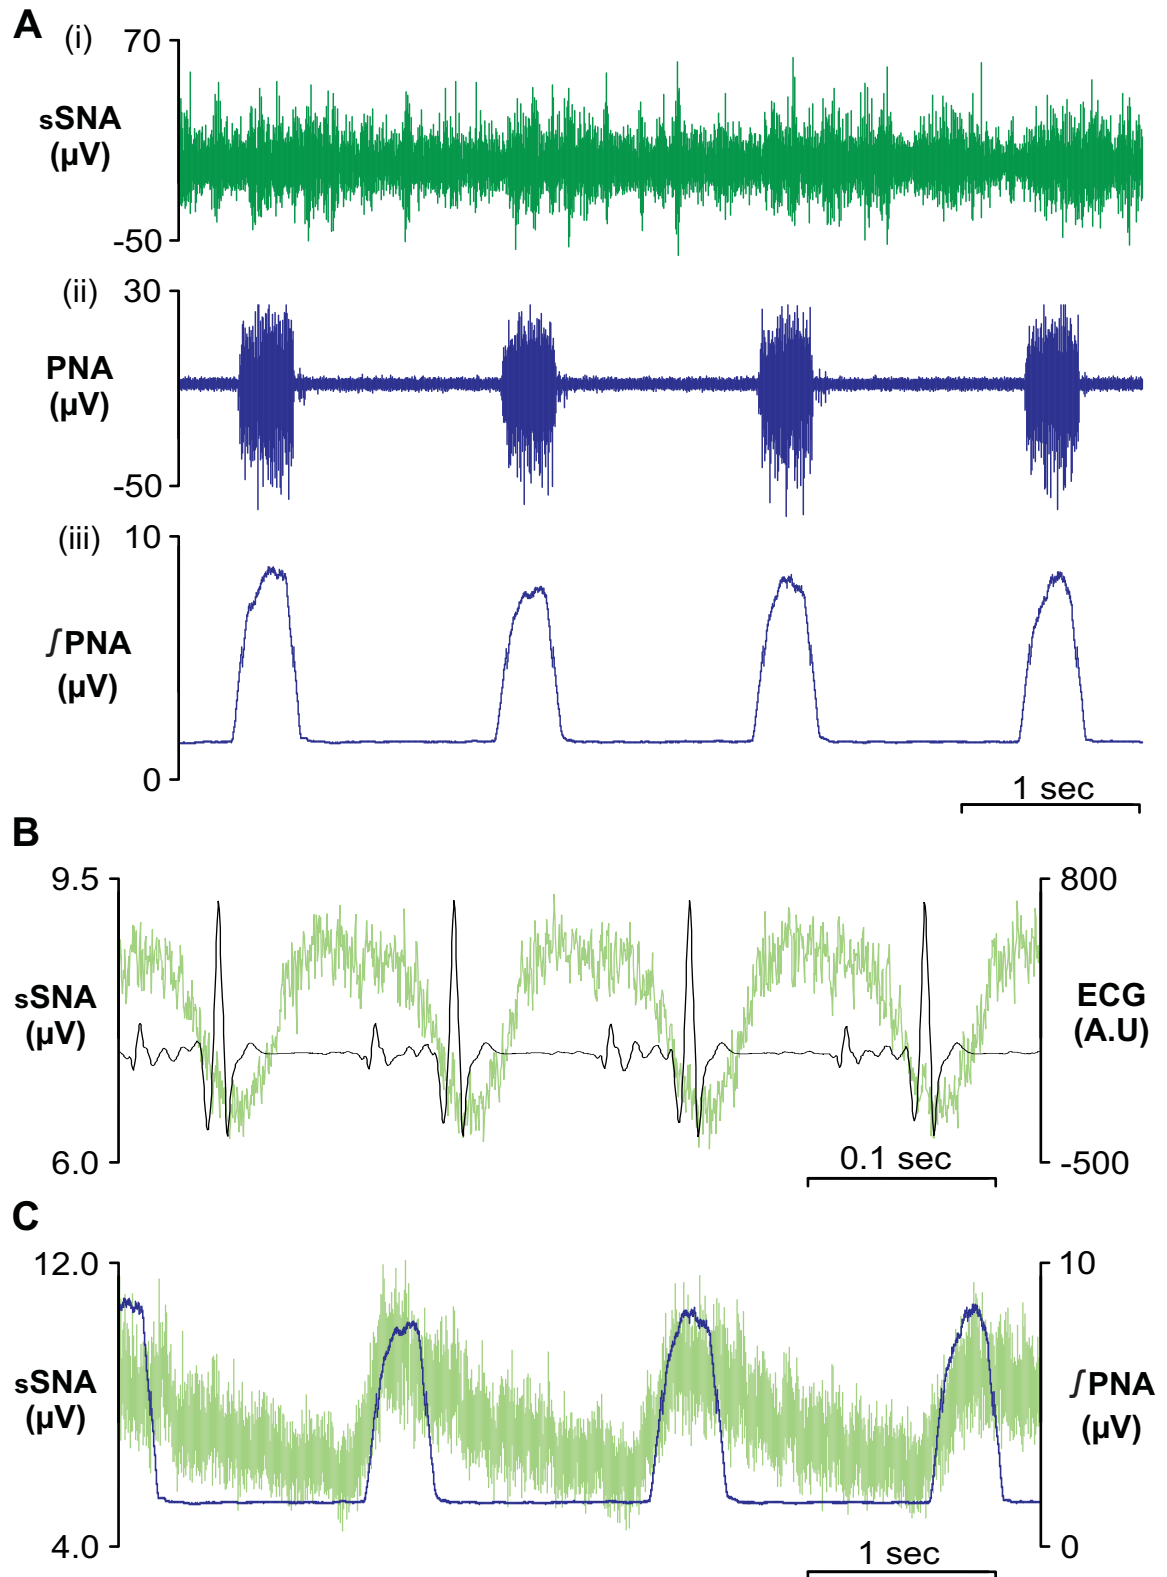 A
(i)
70
sSNA
(µV)
-50
(ii)
30
PNA
(µV)
-50
(iii)
10
∫PNA
(µV)
0
1 sec
B
9.5
800
sSNA
(µV)
ECG
(A.U)
6.0
0.1 sec
-500
C
12.0
10
sSNA
(µV)
∫PNA
(µV)
4.0
1 sec
0